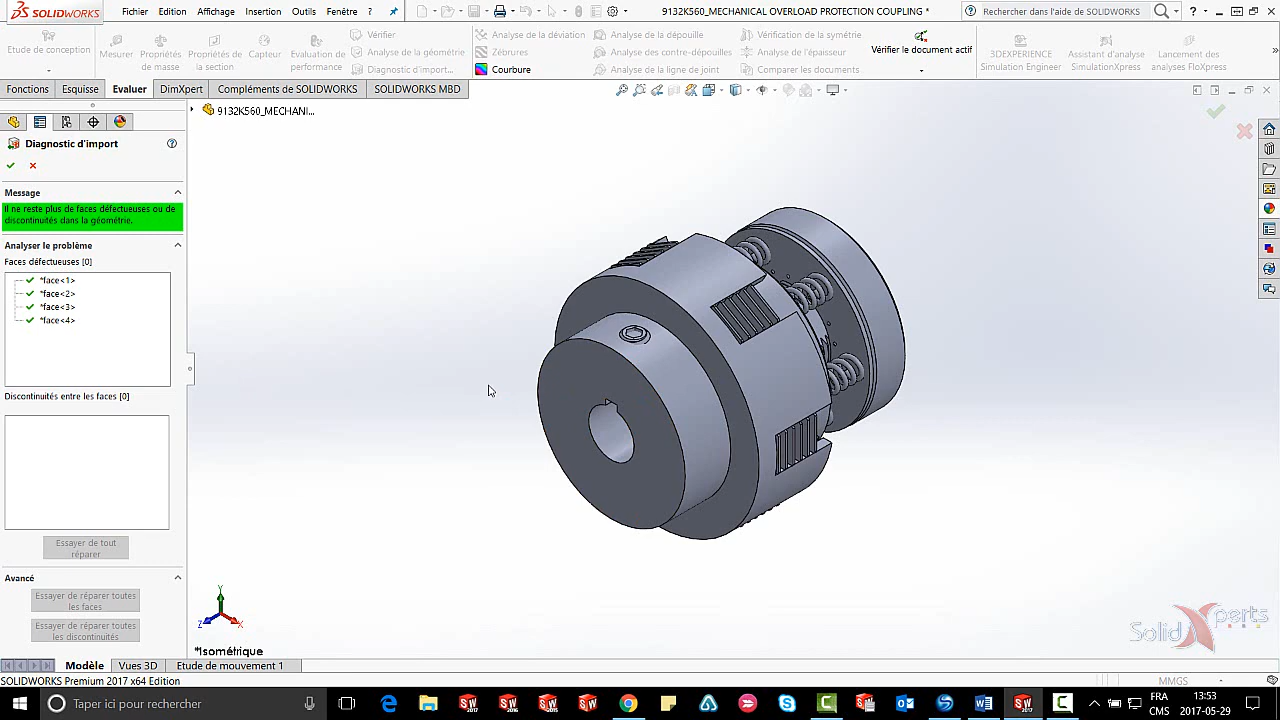 SOLIDWORKS
Fichier
Edition
Affichage
Insertion
Outils
Fenêtre
?
9132K560_MECHANICAL OVERLOAD PROTECTION COUPLING *
Rechercher dans l'aide de SOLIDWORKS
?
Etude de conception
Mesurer
Propriétés de masse
Propriétés de la section
Capteur
Evaluation de performance
Vérifier
Analyse de la géométrie
Diagnostic d'import...
Analyse de la déviation
Zébrures
Courbure
Analyse de la dépouille
Analyse des contre-dépouilles
Analyse de la ligne de joint
Vérification de la symétrie
Analyse de l'épaisseur
Comparer les documents
Vérifier le document actif
3DEXPERIENCE
Simulation Engineer
Assistant d'analyse
SimulationXpress
Lancement des
analyses FloXpress
Fonctions
Esquisse
Evaluer
DimXpert
Compléments de SOLIDWORKS
SOLIDWORKS MBD
9132K560_MECHANI...
Diagnostic d'import
Message
Il ne reste plus de faces défectueuses ou de
discontinuités dans la géométrie.
Analyser le problème
Faces défectueuses [0]
*face<1>
*face<2>
*face<3>
*face<4>
Discontinuités entre les faces [0]
Essayer de tout
réparer
Avancé
Essayer de réparer toutes
les faces
Essayer de réparer toutes
les discontinuités
Y
Z
X
*Isométrique
SolidXperts
Modèle
Vues 3D
Etude de mouvement 1
SOLIDWORKS Premium 2017 x64 Edition
MMGS
Taper ici pour rechercher
FRA
CMS
13:53
2017-05-29